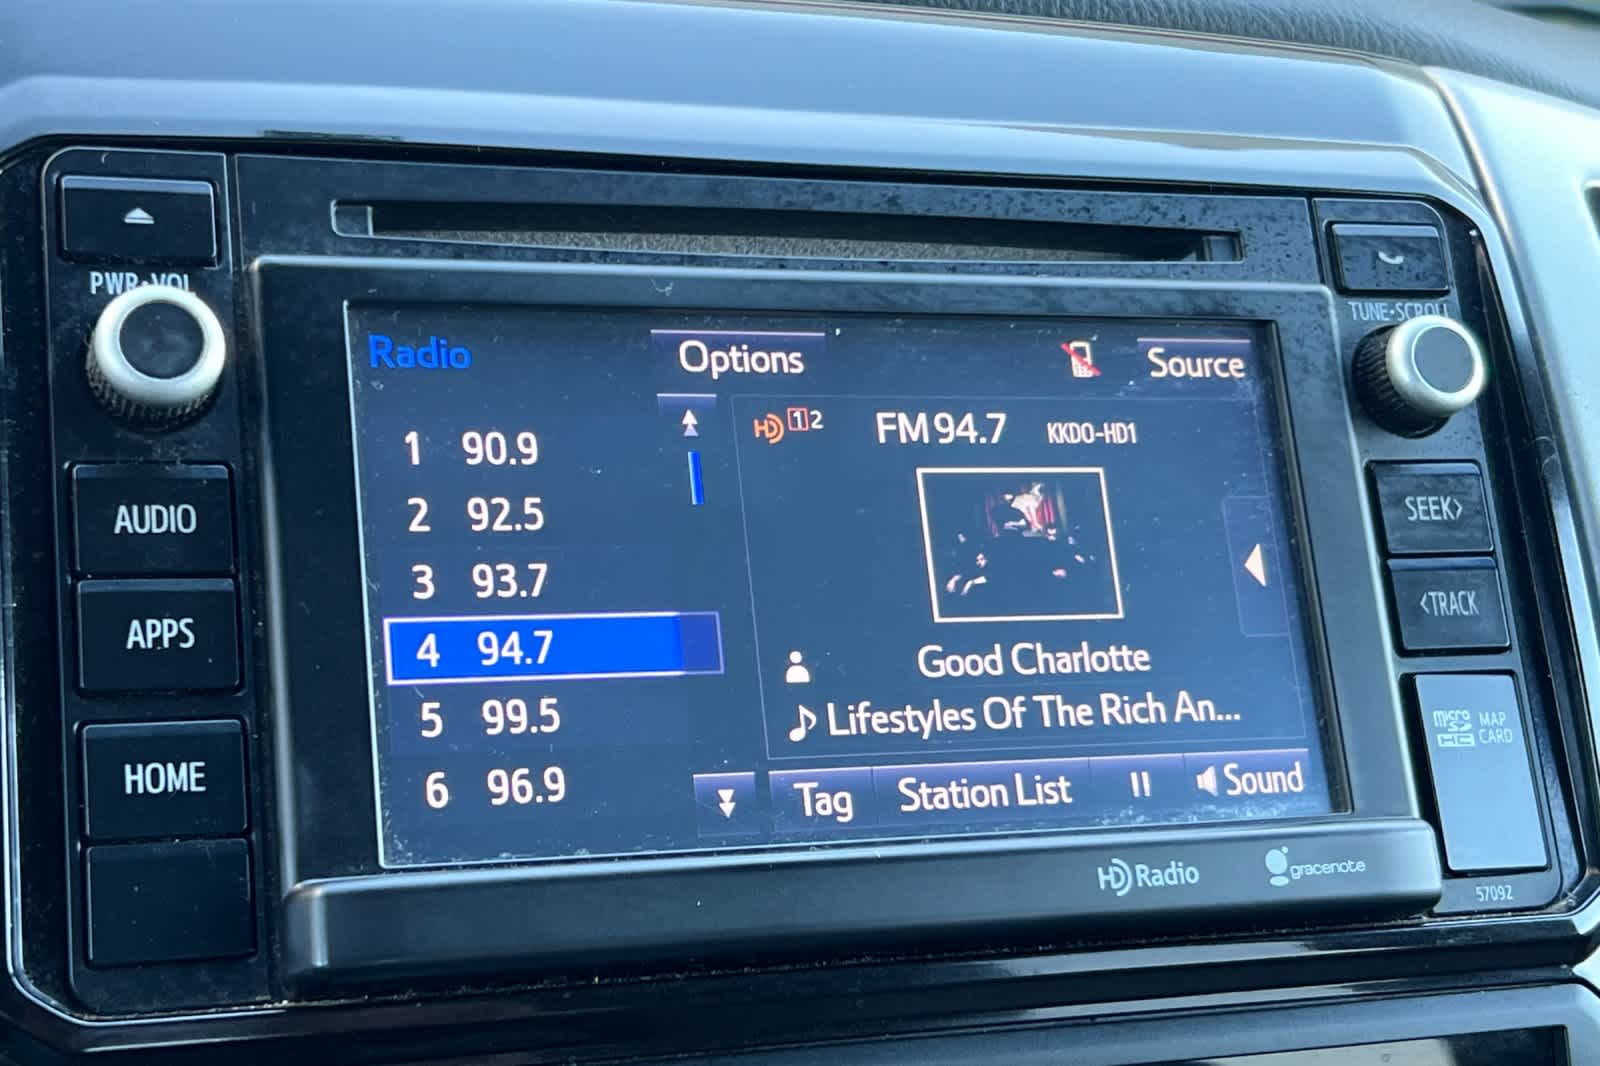 PWR•VOL
TUNE•SCROLL
Radio
Options
Source
1 90.9
2 92.5
3 93.7
4 94.7
5 99.5
6 96.9
HD 1 2
FM 94.7 KKDO-HD1
Good Charlotte
Lifestyles Of The Rich An...
Tag
Station List
Sound
AUDIO
APPS
HOME
SEEK>
<TRACK
micro SD HC
MAP CARD
HD Radio
gracenote
57092